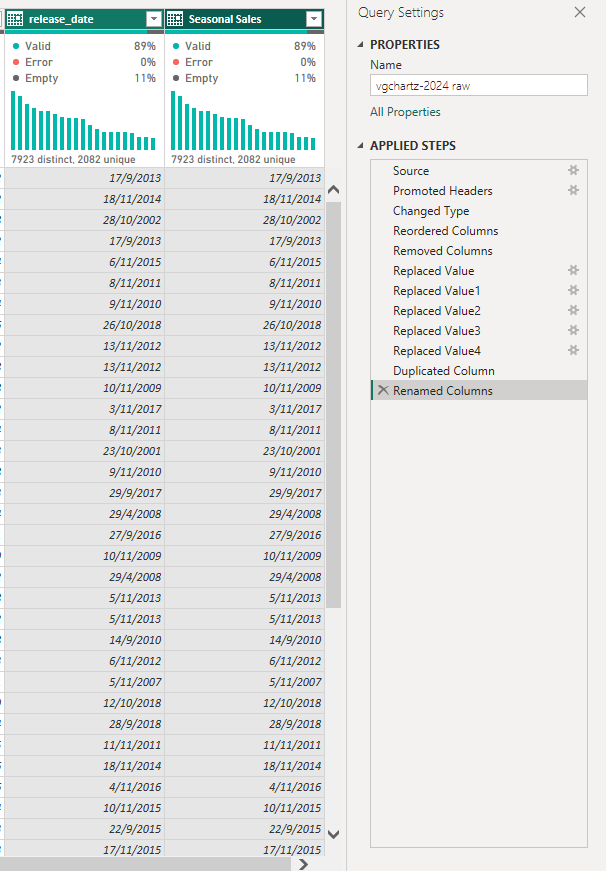 release_date Seasonal Sales Query Settings
Valid 89% Valid 89% PROPERTIES
Error 0% Error 0% Name
Empty 11% Empty 11% vgchartz-2024 raw
All Properties
7923 distinct, 2082 unique 7923 distinct, 2082 unique APPLIED STEPS
17/9/2013 17/9/2013 Source
18/11/2014 18/11/2014 Promoted Headers
28/10/2002 28/10/2002 Changed Type
17/9/2013 17/9/2013 Reordered Columns
6/11/2015 6/11/2015 Removed Columns
8/11/2011 8/11/2011 Replaced Value
9/11/2010 9/11/2010 Replaced Value1
26/10/2018 26/10/2018 Replaced Value2
13/11/2012 13/11/2012 Replaced Value3
13/11/2012 13/11/2012 Replaced Value4
10/11/2009 10/11/2009 Duplicated Column
3/11/2017 3/11/2017 Renamed Columns
8/11/2011 8/11/2011
23/10/2001 23/10/2001
9/11/2010 9/11/2010
29/9/2017 29/9/2017
29/4/2008 29/4/2008
27/9/2016 27/9/2016
10/11/2009 10/11/2009
29/4/2008 29/4/2008
5/11/2013 5/11/2013
5/11/2013 5/11/2013
14/9/2010 14/9/2010
6/11/2012 6/11/2012
5/11/2007 5/11/2007
12/10/2018 12/10/2018
28/9/2018 28/9/2018
11/11/2011 11/11/2011
18/11/2014 18/11/2014
4/11/2016 4/11/2016
10/11/2015 10/11/2015
22/9/2015 22/9/2015
17/11/2015 17/11/2015